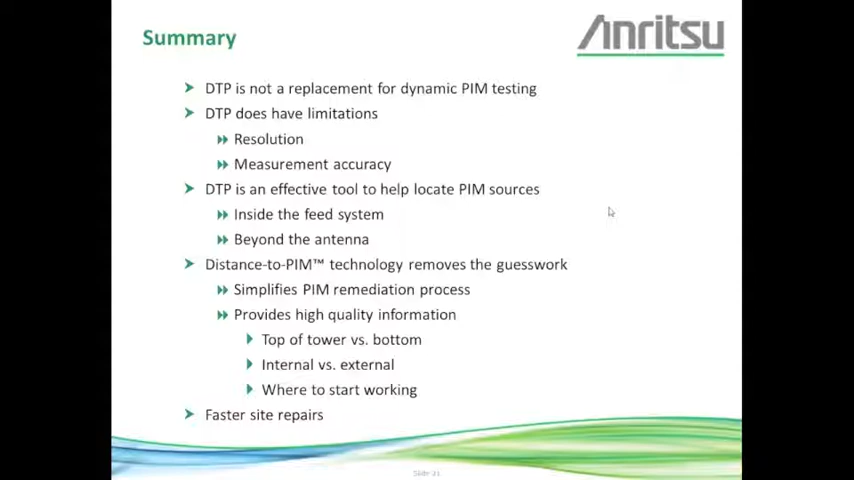 Summary
Anritsu
DTP is not a replacement for dynamic PIM testing
DTP does have limitations
Resolution
Measurement accuracy
DTP is an effective tool to help locate PIM sources
Inside the feed system
Beyond the antenna
Distance-to-PIM™ technology removes the guesswork
Simplifies PIM remediation process
Provides high quality information
Top of tower vs. bottom
Internal vs. external
Where to start working
Faster site repairs